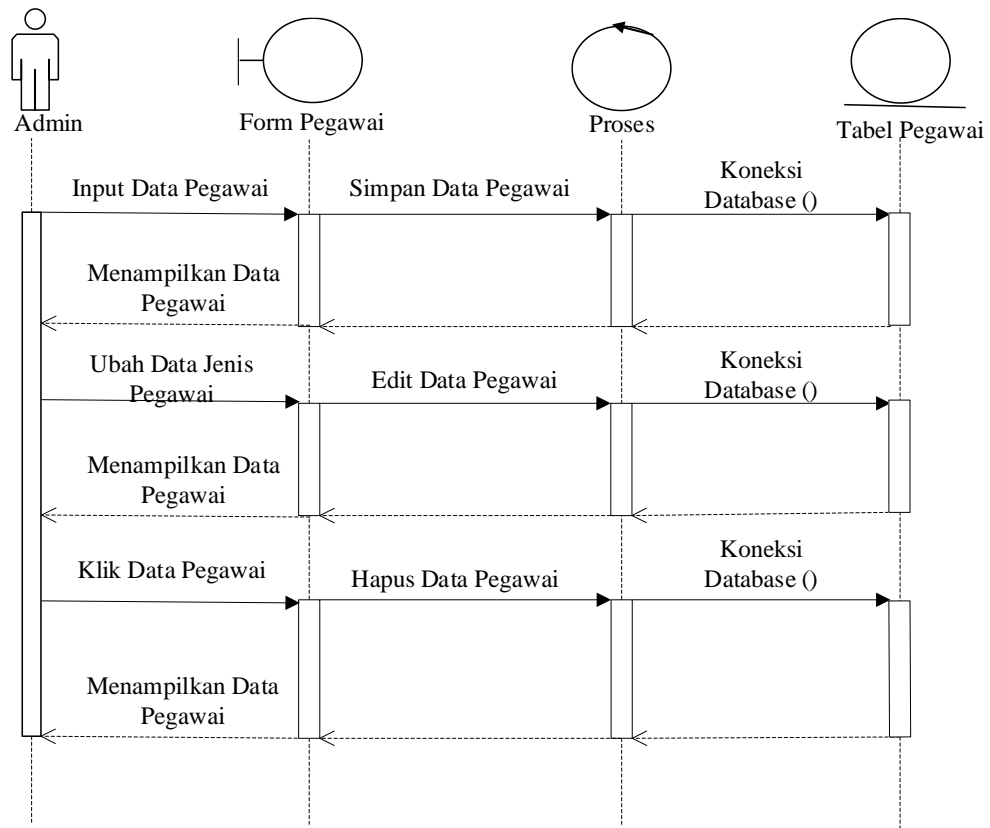 Admin
Form Pegawai
Proses
Tabel Pegawai
Input Data Pegawai
Simpan Data Pegawai
Koneksi
Database ()
Menampilkan Data
Pegawai
Ubah Data Jenis
Pegawai
Edit Data Pegawai
Koneksi
Database ()
Menampilkan Data
Pegawai
Klik Data Pegawai
Hapus Data Pegawai
Koneksi
Database ()
Menampilkan Data
Pegawai